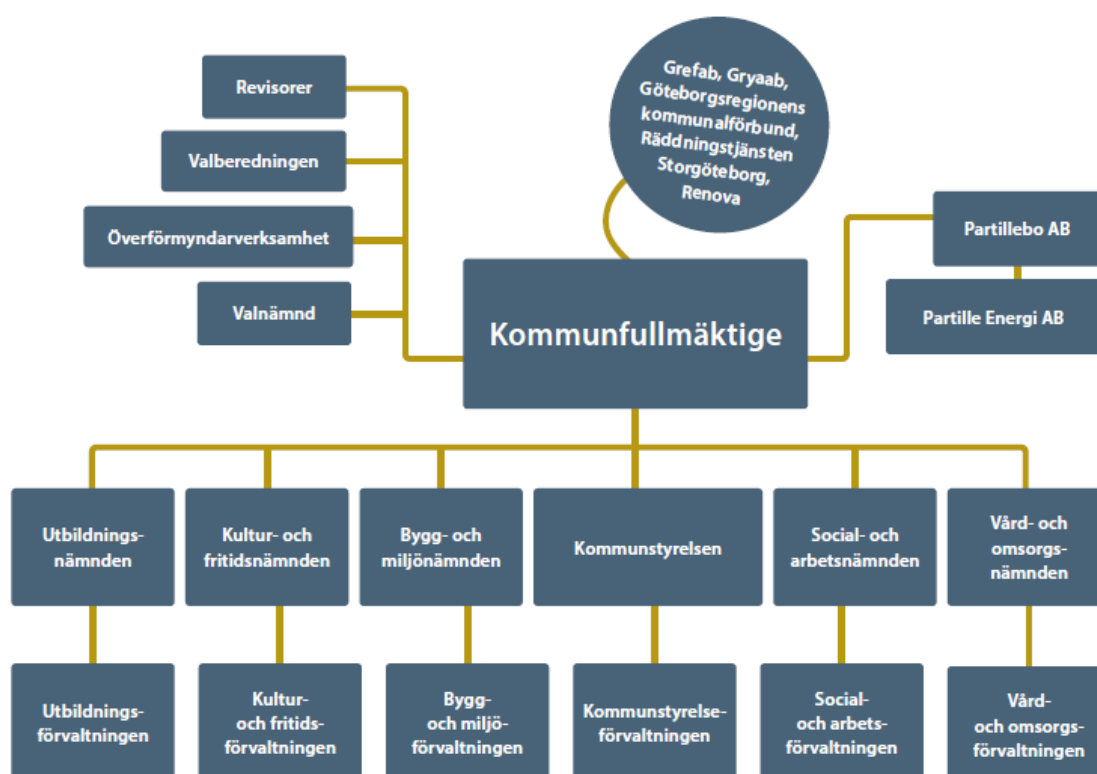 Revisorer
Valberedningen
Överförmyndarverksamhet
Valnämnd
Grefab, Gryaab,
Göteborgsregionens
kommunalförbund,
Räddningstjänsten
Storgöteborg,
Renova
Partillebo AB
Partille Energi AB
Kommunfullmäktige
Utbildnings-
nämnden
Kultur- och
fritidsnämnden
Bygg- och
miljönämnden
Kommunstyrelsen
Social- och
arbetsnämnden
Vård- och
omsorgs-
nämnden
Utbildnings-
förvaltningen
Kultur-
och fritids-
förvaltningen
Bygg-
och miljö-
förvaltningen
Kommunstyrelse-
förvaltningen
Social-
och arbets-
förvaltningen
Vård-
och omsorgs-
förvaltningen